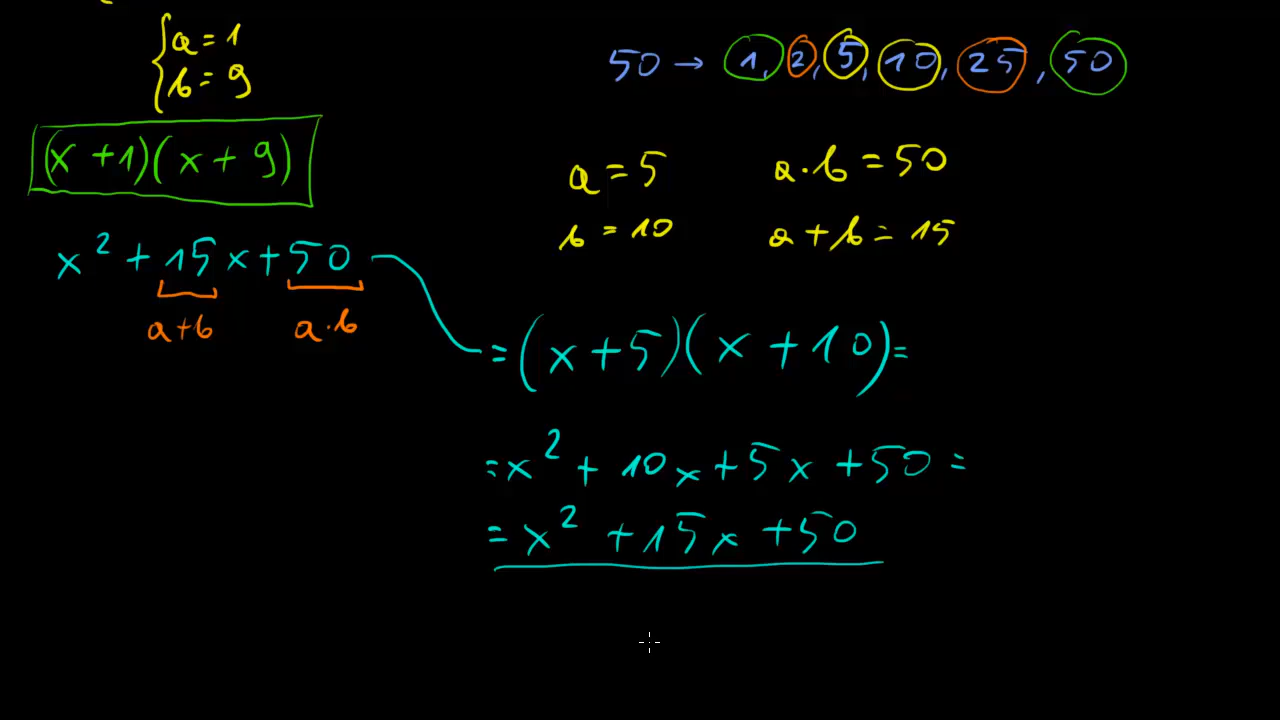 a = 1
b = 9
(x + 1)(x + 9)
x² + 15x + 50
a+b a·b
50 → 1, 2, 5, 10, 25, 50
a = 5 a·b = 50
b = 10 a + b = 15
= (x + 5)(x + 10) =
= x² + 10x + 5x + 50 =
= x² + 15x + 50